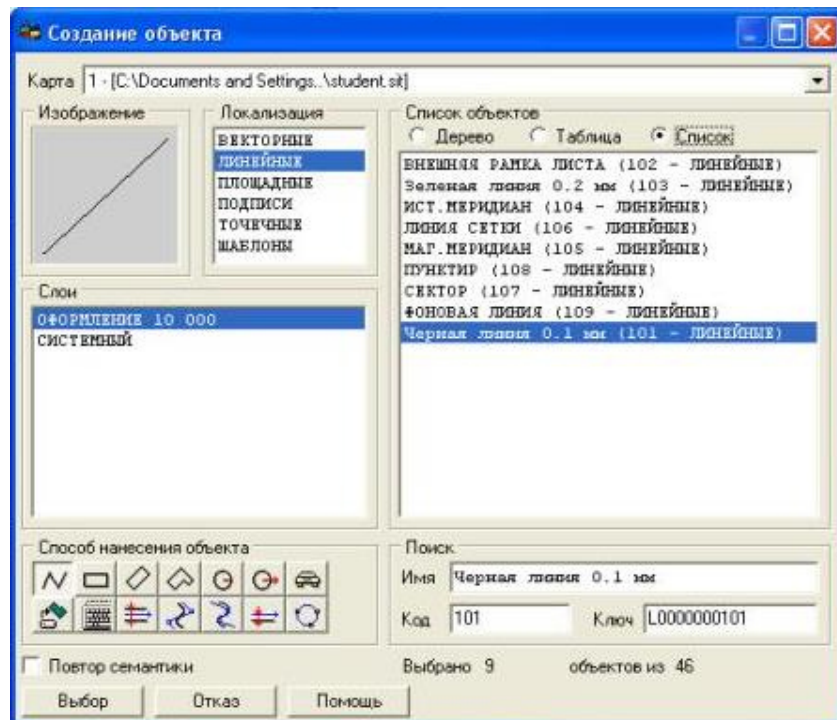 Создание объекта
Карта 1 - [C:\Documents and Settings..\student.sit]
Изображение
Локализация
ВЕКТОРНЫЕ
ЛИНЕЙНЫЕ
ПЛОЩАДНЫЕ
ПОДПИСИ
ТОЧЕЧНЫЕ
ШАБЛОНЫ
Слои
ОФОРМЛЕНИЕ 10 000
СИСТЕМНЫЙ
Список объектов
Дерево Таблица Список
ВНЕШНЯЯ РАМКА ЛИСТА (102 - ЛИНЕЙНЫЕ)
Зеленая линия 0.2 мм (103 - ЛИНЕЙНЫЕ)
ИСТ.МЕРИДИАН (104 - ЛИНЕЙНЫЕ)
ЛИНИЯ СЕТКИ (106 - ЛИНЕЙНЫЕ)
МАГ.МЕРИДИАН (105 - ЛИНЕЙНЫЕ)
ПУНКТИР (108 - ЛИНЕЙНЫЕ)
СЕКТОР (107 - ЛИНЕЙНЫЕ)
ФОНОВАЯ ЛИНИЯ (109 - ЛИНЕЙНЫЕ)
Черная линия 0.1 мм (101 - ЛИНЕЙНЫЕ)
Способ нанесения объекта
Поиск
Имя Черная линия 0.1 мм
Код 101 Ключ L0000000101
Повтор семантики
Выбрано 9 объектов из 46
Выбор Отказ Помощь